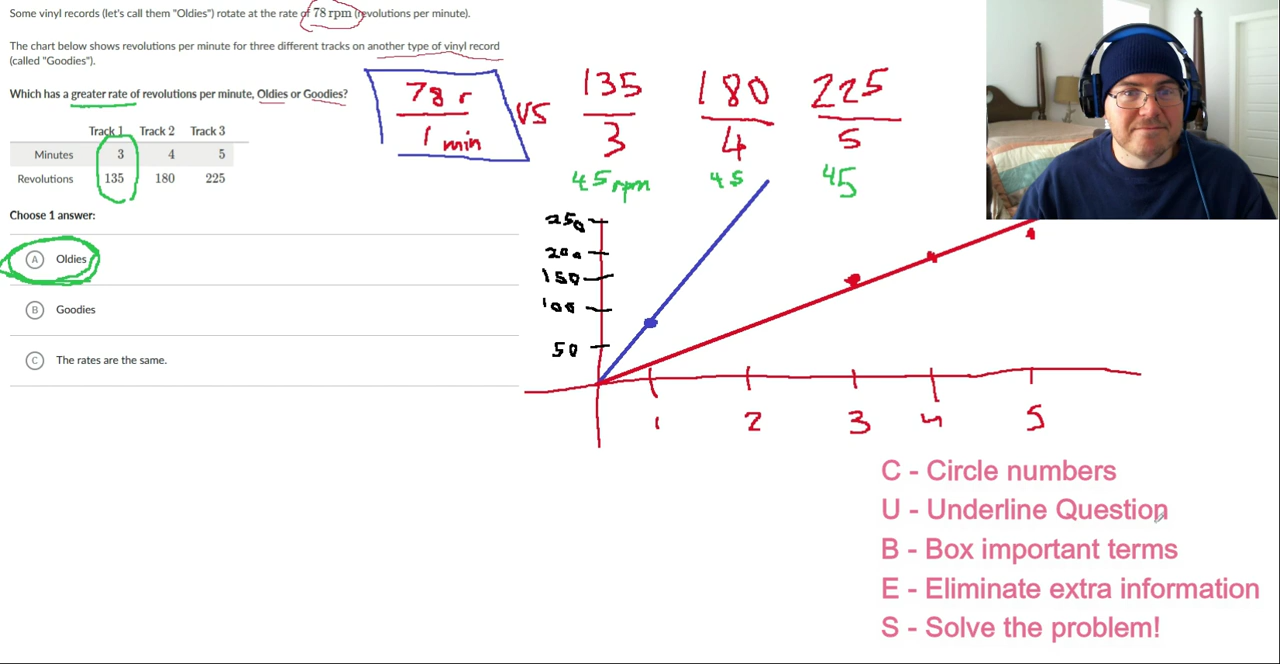 Some vinyl records (let's call them "Oldies") rotate at the rate of 78 rpm (revolutions per minute).
The chart below shows revolutions per minute for three different tracks on another type of vinyl record
(called "Goodies").
Which has a greater rate of revolutions per minute, Oldies or Goodies?
Track 1 Track 2 Track 3
Minutes 3 4 5
Revolutions 135 180 225
Choose 1 answer:
A Oldies
B Goodies
C The rates are the same.
78 r
1 min
VS
135 180 225
3 4 5
45 rpm 45 45
250
200
150
100
50
1 2 3 4 5
C - Circle numbers
U - Underline Question
B - Box important terms
E - Eliminate extra information
S - Solve the problem!